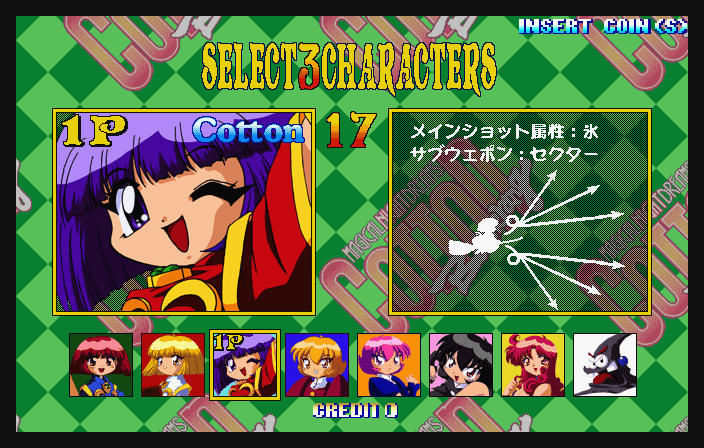 INSERT COIN(S)
SELECT 3 CHARACTERS
1P
Cotton
17
メインショット属性：氷
サブウェポン：セクター
1P
CREDIT 0